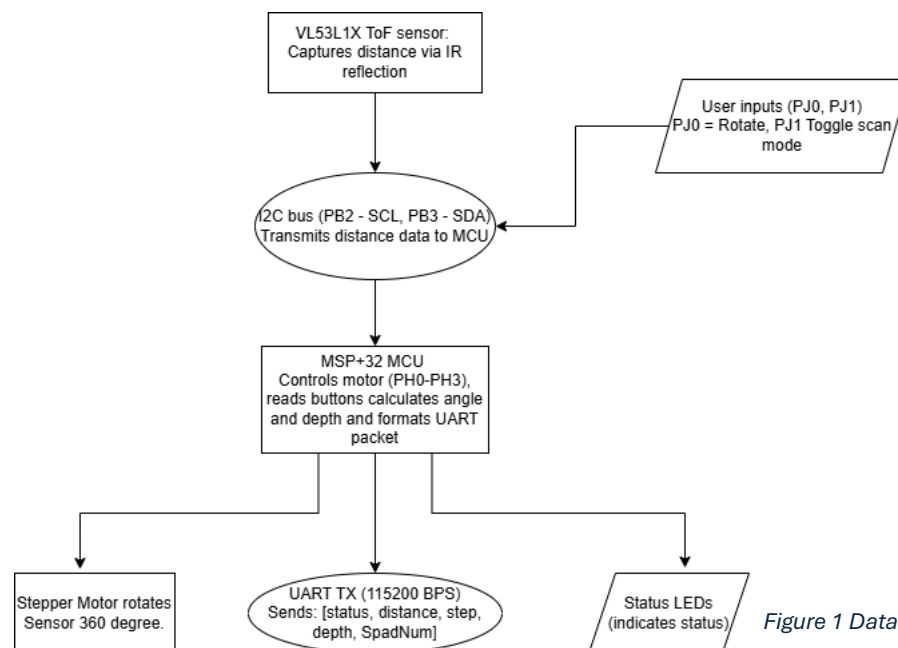 VL53L1X ToF sensor:
Captures distance via IR
reflection
User inputs (PJ0, PJ1)
PJ0 = Rotate, PJ1 Toggle scan
mode
I2C bus (PB2 - SCL, PB3 - SDA)
Transmits distance data to MCU
MSP+32 MCU
Controls motor (PH0-PH3),
reads buttons calculates angle
and depth and formats UART
packet
Stepper Motor rotates
Sensor 360 degree.
UART TX (115200 BPS)
Sends: [status, distance, step,
depth, SpadNum]
Status LEDs
(indicates status)
Figure 1 Data